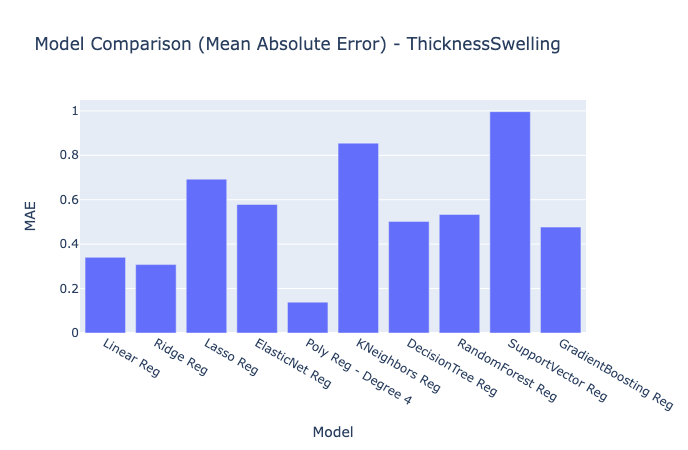 Model Comparison (Mean Absolute Error) - ThicknessSwelling
MAE
1
0.8
0.6
0.4
0.2
0
Linear Reg
Ridge Reg
Lasso Reg
ElasticNet Reg
Poly Reg - Degree 4
KNeighbors Reg
DecisionTree Reg
RandomForest Reg
SupportVector Reg
GradientBoosting Reg
Model